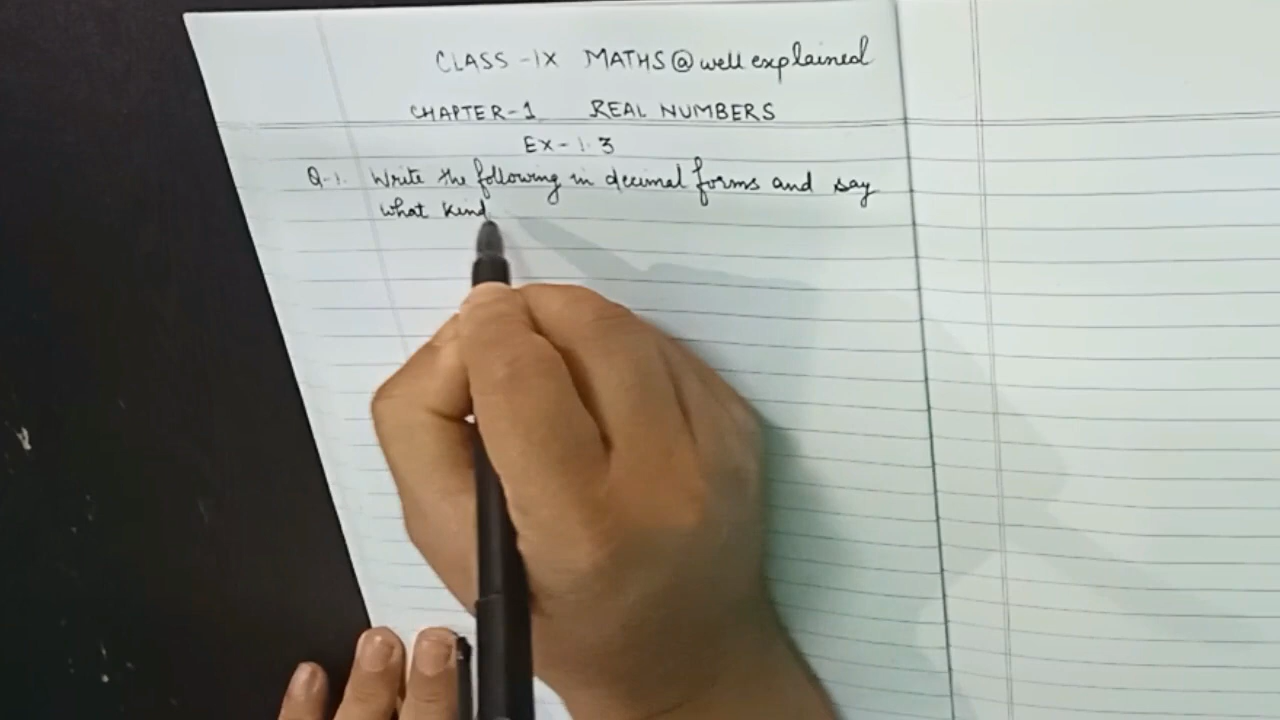 CLASS -IX MATHS@well explained
CHAPTER-1 REAL NUMBERS
EX-1.3
Q-1. Write the following in decimal forms and say
what kind